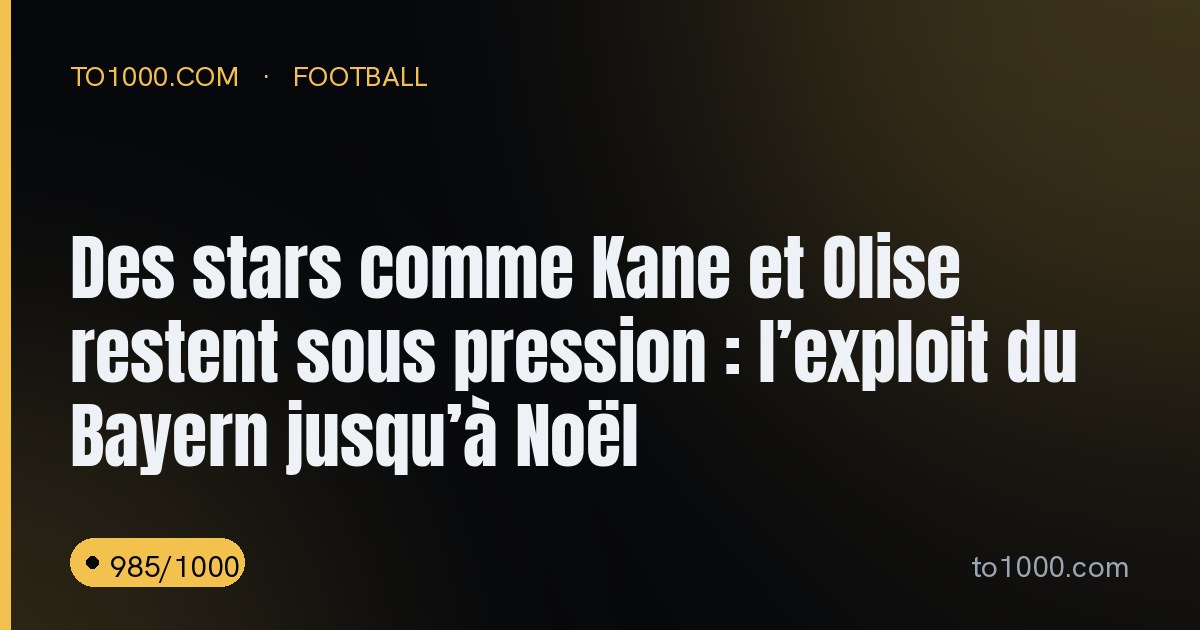 TO1000.COM · FOOTBALL
Des stars comme Kane et Olise
restent sous pression : l’exploit du
Bayern jusqu’à Noël
985/1000
to1000.com